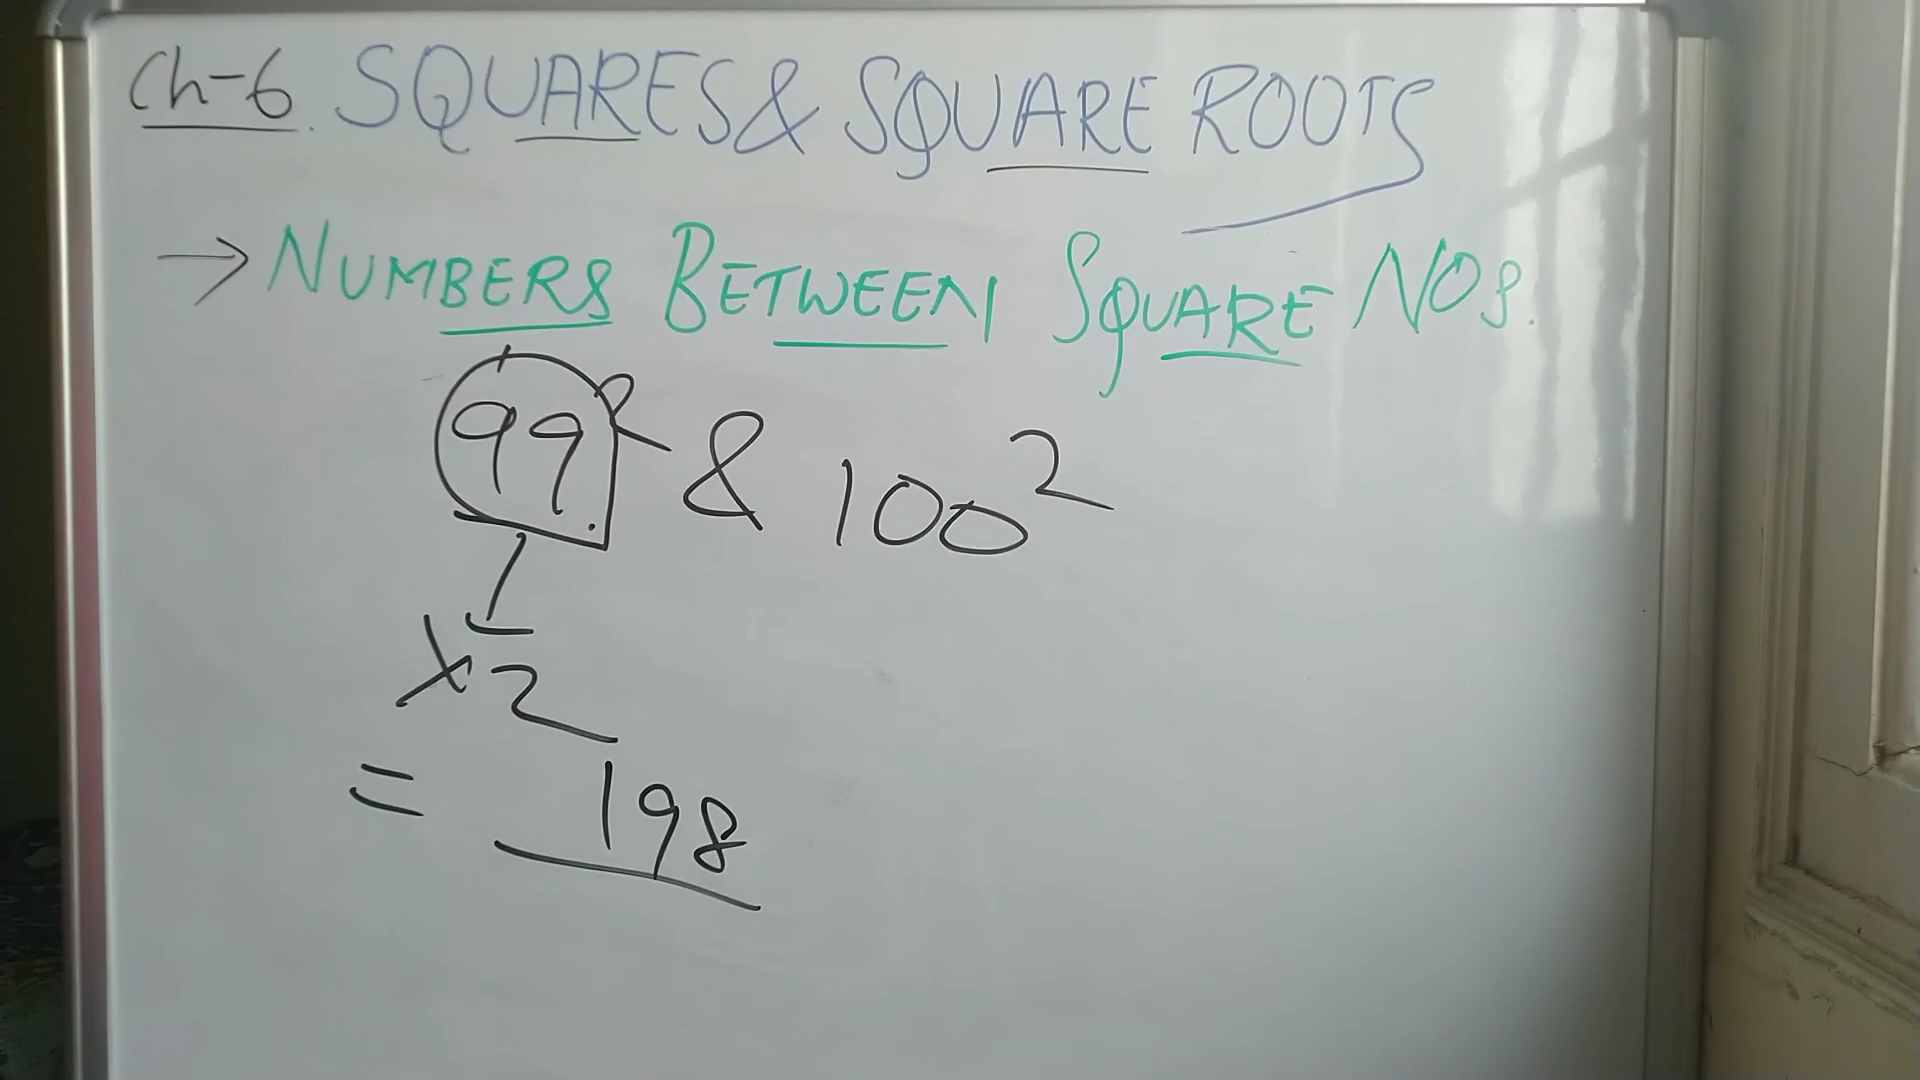 Ch-6. SQUARES & SQUARE ROOTS
→ NUMBERS BETWEEN SQUARE NOS.
99² & 100²
×2
= 198